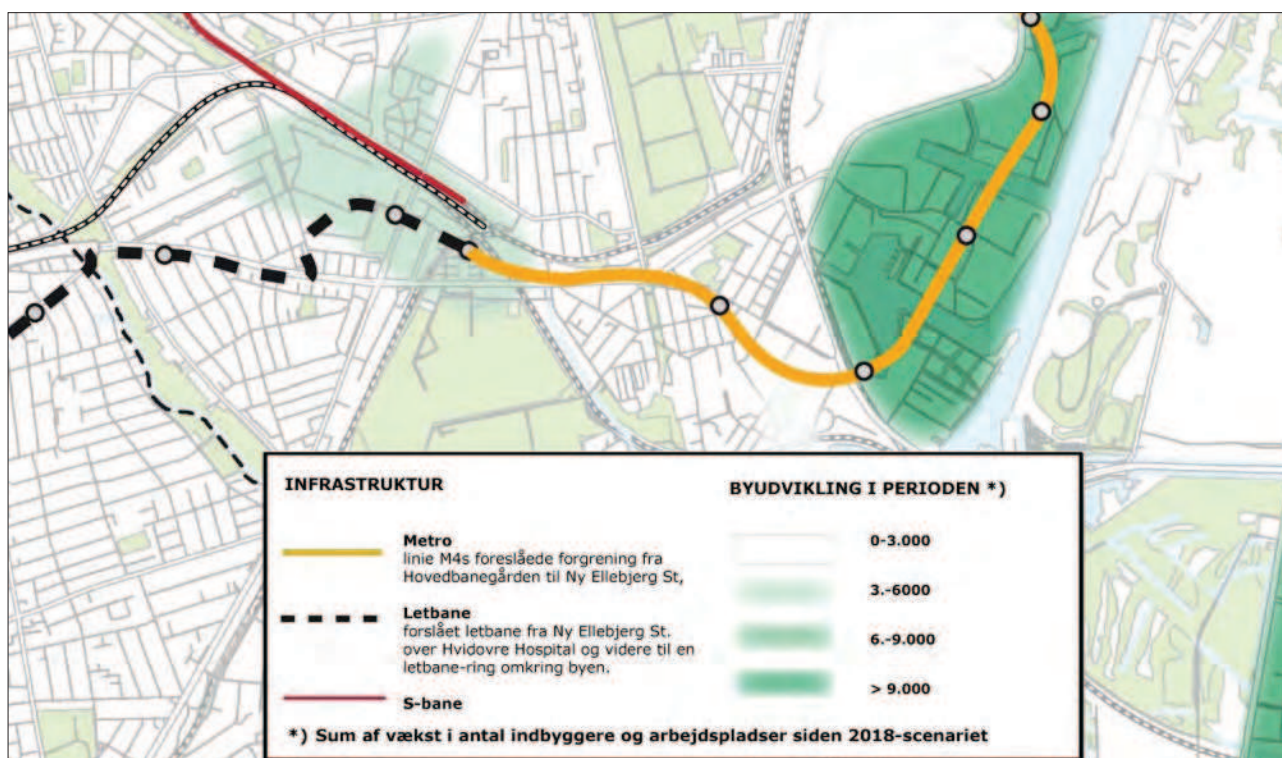 INFRASTRUKTUR
Metro
linie M4s foreslåede forgrening fra
Hovedbanegården til Ny Ellebjerg St,
Letbane
forslået letbane fra Ny Ellebjerg St.
over Hvidovre Hospital og videre til en
letbane-ring omkring byen.
S-bane
BYUDVIKLING I PERIODEN *)
0-3.000
3.-6000
6.-9.000
> 9.000
*) Sum af vækst i antal indbyggere og arbejdspladser siden 2018-scenariet